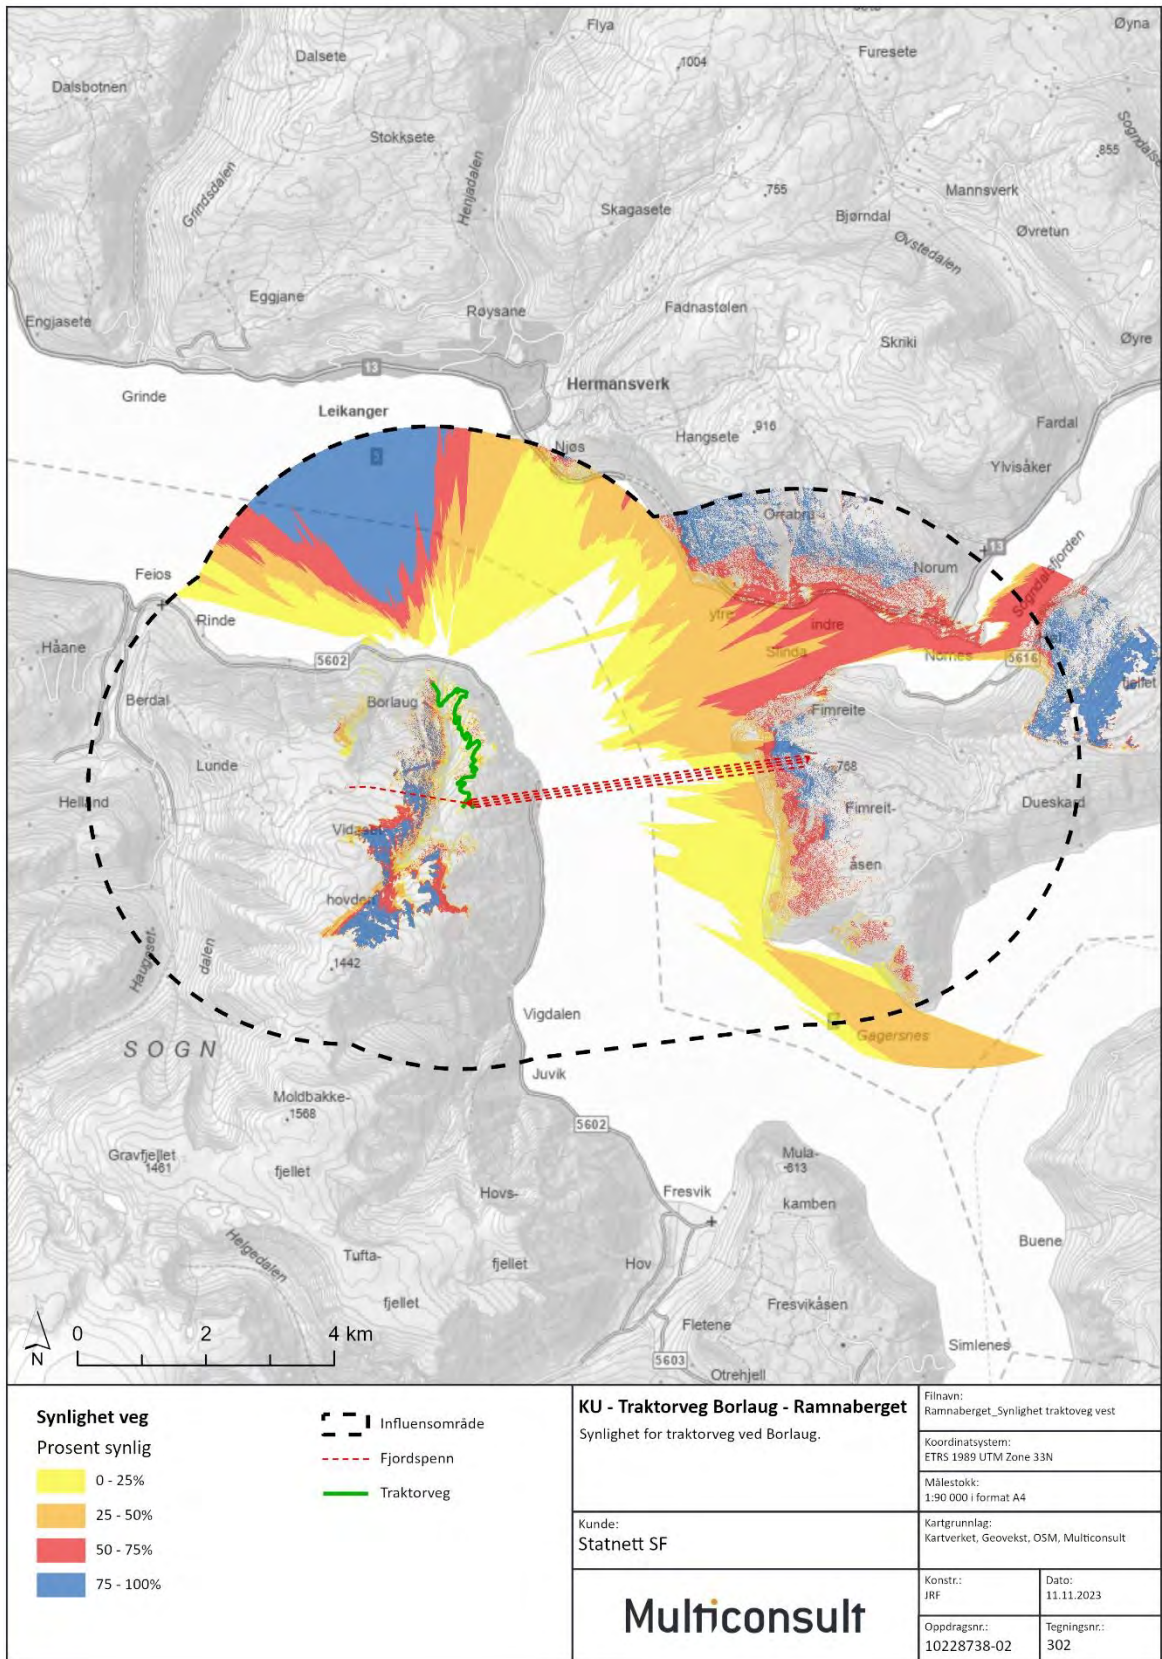 Flya
Øyna
Dalsete
1004
Furesete
Dalsbotnen
Stokksete
Sogndalse
855
Grindsdalen
Henjadalen
755
Mannsverk
Skagasete
Bjørndal
Øvretun
Øvstedalen
Eggjane
Røysane
Fadnastølen
Engjasete
Skriki
Øyre
13
Grinde
Hermansverk
Leikanger
Njøs
Hangsete
916
Fardal
Ylvisåker
Orrabru
13
Feios
Norum
Sogndalsfjorden
Rinde
ytre
indre
Håane
5602
Slinda
Nornes
5616
Berdal
Borlaug
Fimreite
fjellet
Lunde
768
Helland
Fimreit-
Dueskard
åsen
hovden
1442
dalen
Vigdalen
Gagersnes
SOGN
Juvik
Moldbakke-
1568
5602
Gravfjellet
1461
fjellet
Mula-
613
Hovs-
Fresvik
kamben
Helgedalen
Tufta-
fjellet
Hov
Buene
fjellet
Fresvikåsen
Fletene
Simlenes
5603
Otrehjell
0 2 4 km
N
Synlighet veg
Prosent synlig
0 - 25%
25 - 50%
50 - 75%
75 - 100%
Influensområde
Fjordspenn
Traktorveg
KU - Traktorveg Borlaug - Ramnaberget
Synlighet for traktorveg ved Borlaug.
Kunde:
Statnett SF
Multiconsult
Filnavn:
Ramnaberget_Synlighet traktoveg vest
Koordinatsystem:
ETRS 1989 UTM Zone 33N
Målestokk:
1:90 000 i format A4
Kartgrunnlag:
Kartverket, Geovekst, OSM, Multiconsult
Konstr.:
JRF
Dato:
11.11.2023
Oppdragsnr.:
10228738-02
Tegningsnr.:
302